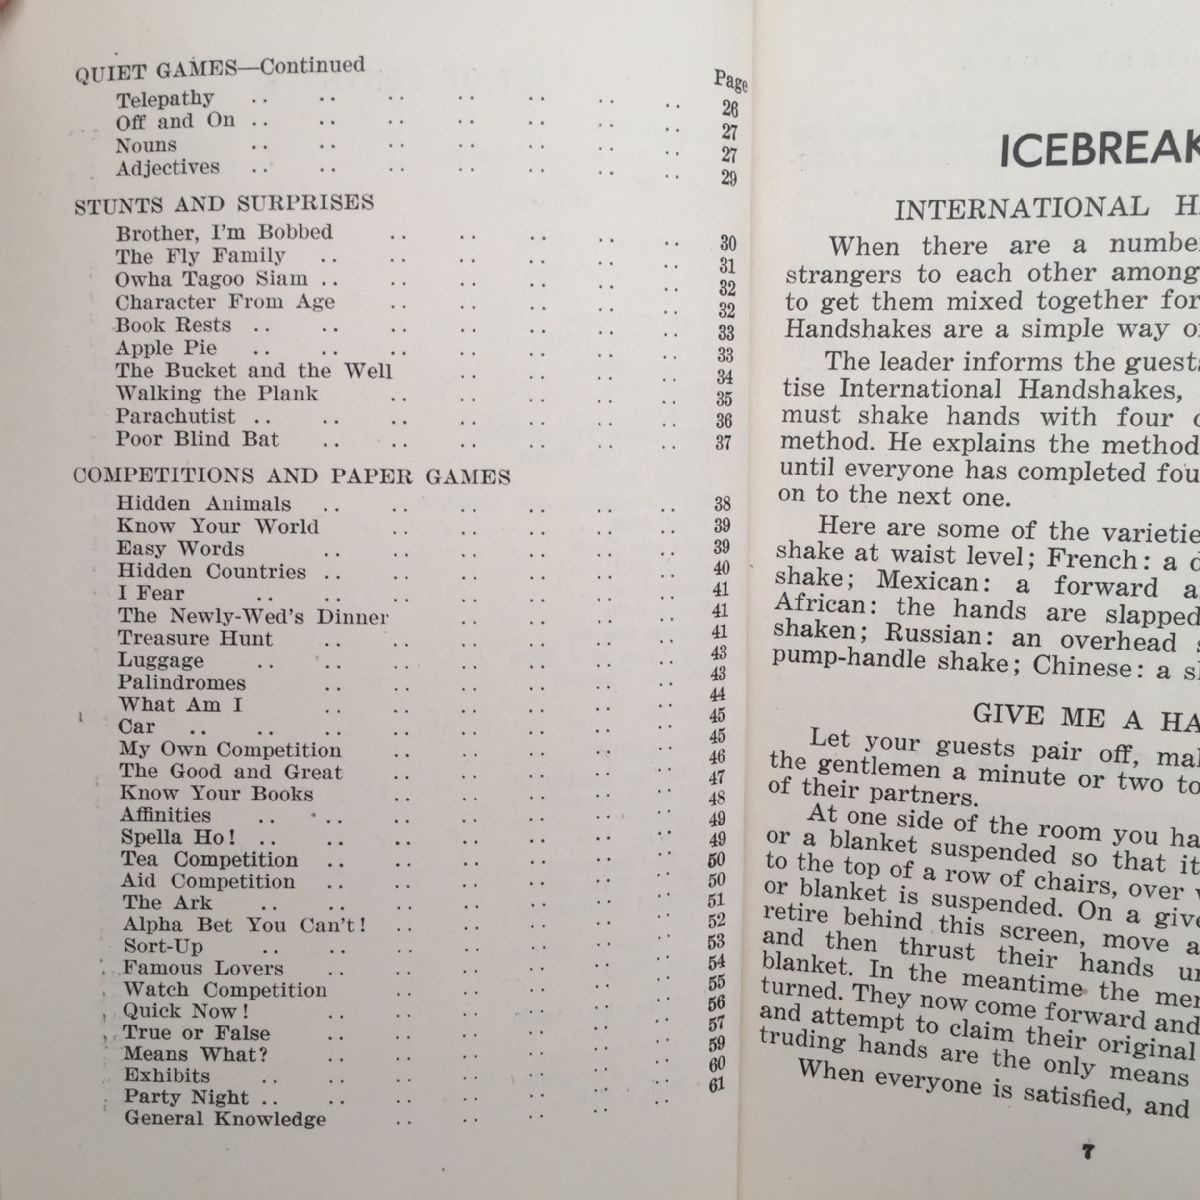 QUIET GAMES—Continued
Page
Telepathy .. .. .. .. .. .. .. 26
Off and On .. .. .. .. .. .. .. 27
Nouns .. .. .. .. .. .. .. 27
Adjectives .. .. .. .. .. .. .. 29
STUNTS AND SURPRISES
Brother, I'm Bobbed .. .. .. .. .. 30
The Fly Family .. .. .. .. .. .. 31
Owha Tagoo Siam .. .. .. .. .. .. 32
Character From Age .. .. .. .. .. 32
Book Rests .. .. .. .. .. .. .. 33
Apple Pie .. .. .. .. .. .. .. 33
The Bucket and the Well .. .. .. .. 34
Walking the Plank .. .. .. .. .. 35
Parachutist .. .. .. .. .. .. .. 36
Poor Blind Bat .. .. .. .. .. .. 37
COMPETITIONS AND PAPER GAMES
Hidden Animals .. .. .. .. .. .. 38
Know Your World .. .. .. .. .. 39
Easy Words .. .. .. .. .. .. 39
Hidden Countries .. .. .. .. .. .. 40
I Fear .. .. .. .. .. .. .. 41
The Newly-Wed's Dinner .. .. .. .. 41
Treasure Hunt .. .. .. .. .. .. 41
Luggage .. .. .. .. .. .. .. 43
Palindromes .. .. .. .. .. .. 43
What Am I .. .. .. .. .. .. 44
Car .. .. .. .. .. .. .. .. 45
My Own Competition .. .. .. .. .. 45
The Good and Great .. .. .. .. .. 46
Know Your Books .. .. .. .. .. 47
Affinities .. .. .. .. .. .. .. 48
Spella Ho! .. .. .. .. .. .. .. 49
Tea Competition .. .. .. .. .. .. 49
Aid Competition .. .. .. .. .. .. 50
The Ark .. .. .. .. .. .. .. 50
Alpha Bet You Can't! .. .. .. .. .. 51
Sort-Up .. .. .. .. .. .. .. 52
Famous Lovers .. .. .. .. .. .. 53
Watch Competition .. .. .. .. .. 54
Quick Now! .. .. .. .. .. .. 55
True or False .. .. .. .. .. .. 56
Means What? .. .. .. .. .. .. 57
Exhibits .. .. .. .. .. .. .. 59
Party Night .. .. .. .. .. .. .. 60
General Knowledge .. .. .. .. .. 61
ICEBREAK
INTERNATIONAL H
When there are a number
strangers to each other among
to get them mixed together for
Handshakes are a simple way o
The leader informs the guests
tise International Handshakes,
must shake hands with four
method. He explains the method
until everyone has completed fou
on to the next one.
Here are some of the varietie
shake at waist level; French: a d
shake; Mexican: a forward a
African: the hands are slapped
shaken; Russian: an overhead s
pump-handle shake; Chinese: a s
GIVE ME A HA
Let your guests pair off, mak
the gentlemen a minute or two to
of their partners.
At one side of the room you ha
or a blanket suspended so that it
to the top of a row of chairs, over
or blanket is suspended. On a give
retire behind this screen, move a
and then thrust their hands un
blanket. In the meantime the men
turned. They now come forward and
and attempt to claim their original
truding hands are the only means
When everyone is satisfied, and
7